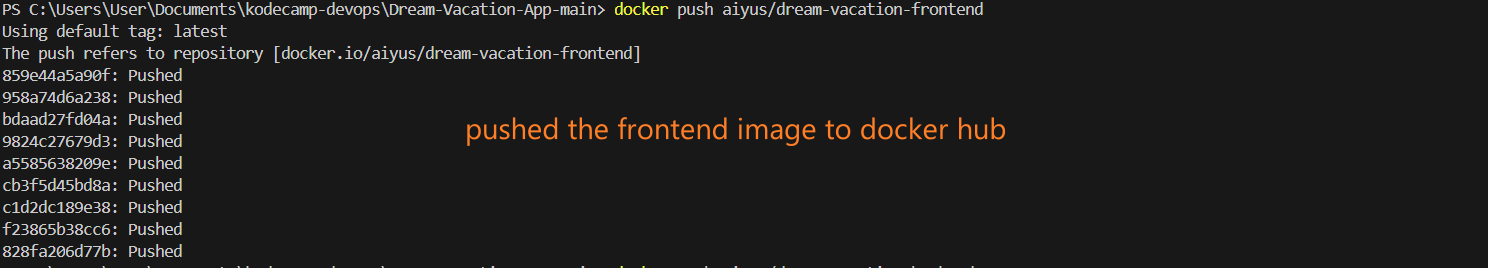 PS C:\Users\User\Documents\kodecamp-devops\Dream-Vacation-App-main> docker push aiyus/dream-vacation-frontend
Using default tag: latest
The push refers to repository [docker.io/aiyus/dream-vacation-frontend]
859e44a5a90f: Pushed
958a74d6a238: Pushed
bdaad27fd04a: Pushed
pushed the frontend image to docker hub
9824c27679d3: Pushed
a5585638209e: Pushed
cb3f5d45bd8a: Pushed
c1d2dc189e38: Pushed
f23865b38cc6: Pushed
828fa206d77b: Pushed